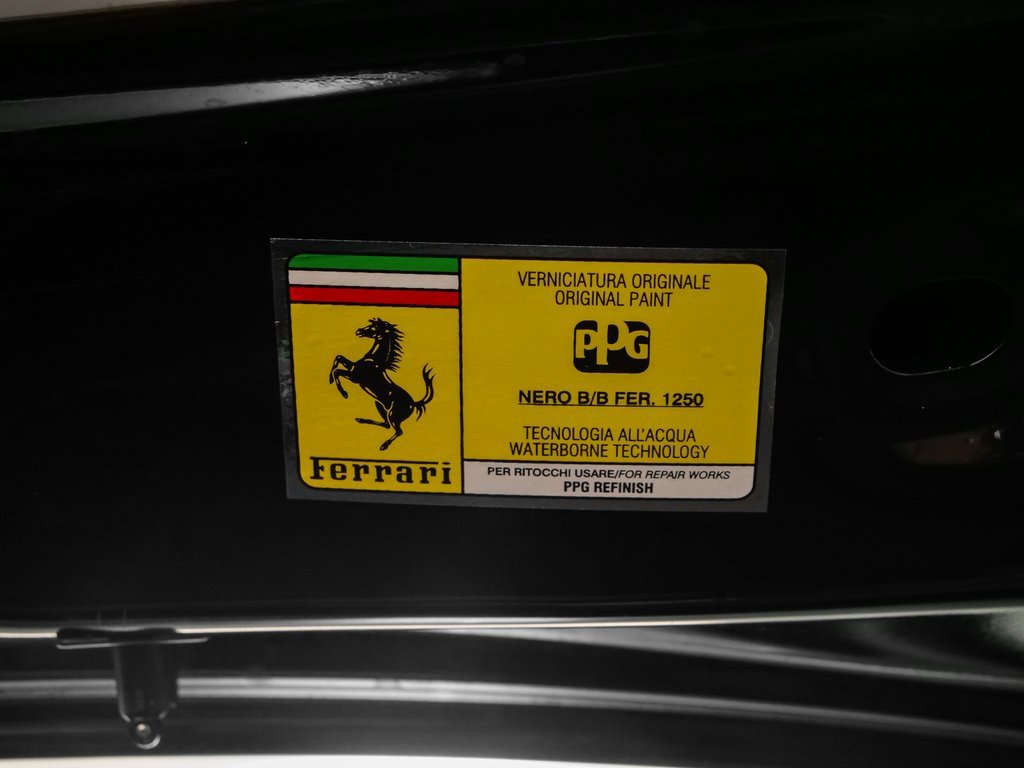 VERNICIATURA ORIGINALE
ORIGINAL PAINT
PPG
NERO B/B FER. 1250
TECNOLOGIA ALL'ACQUA
WATERBORNE TECHNOLOGY
Ferrari
PER RITOCCHI USARE/FOR REPAIR WORKS
PPG REFINISH